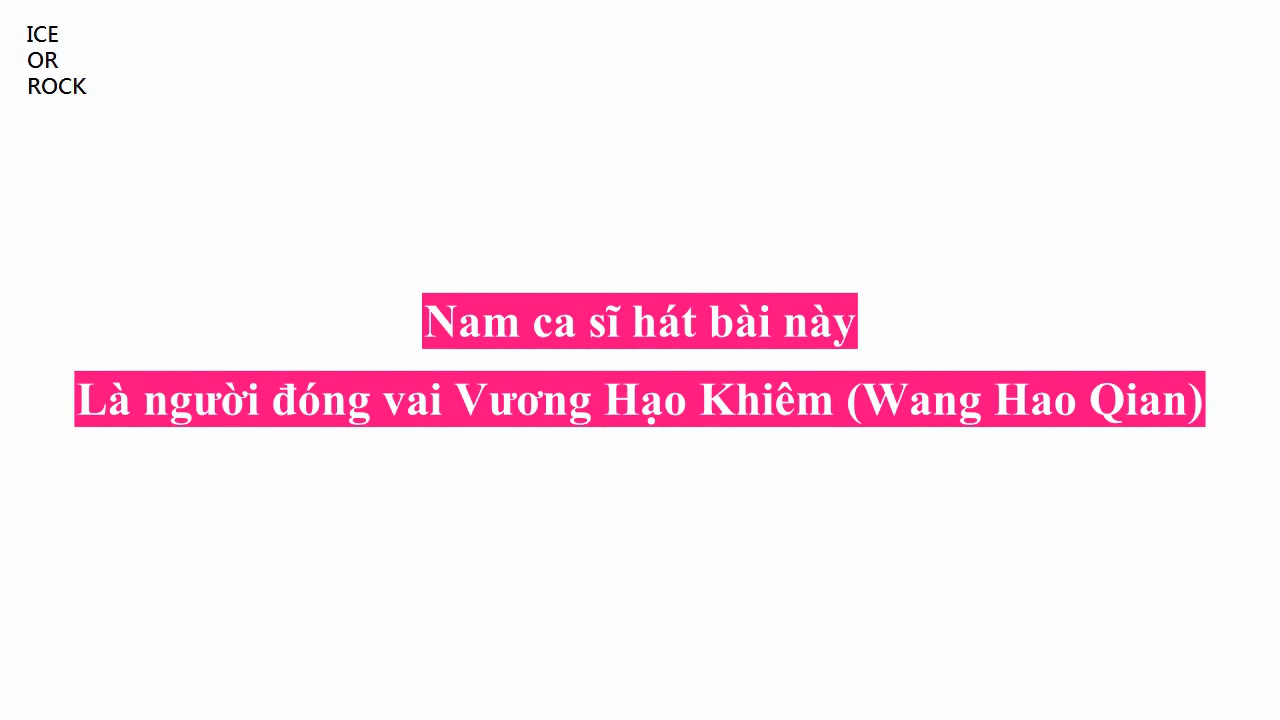 ICE
OR
ROCK
Nam ca sĩ hát bài này
Là người đóng vai Vương Hạo Khiêm (Wang Hao Qian)